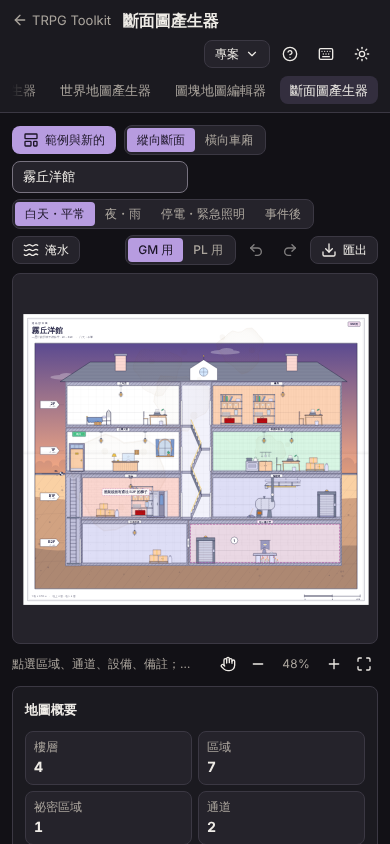 TRPG Toolkit 斷面圖產生器
專案
生器 世界地圖產生器 圖塊地圖編輯器 斷面圖產生器
範例與新的 縱向斷面 橫向車廂
霧丘洋館
白天・平常 夜・雨 停電・緊急照明 事件後
淹水 GM 用 PL 用 匯出
霧丘洋館
2F
1F
B1F
B2F
點選區域、通道、設備、備註；... 48%
地圖概要
樓層
4
區域
7
祕密區域
1
通道
2